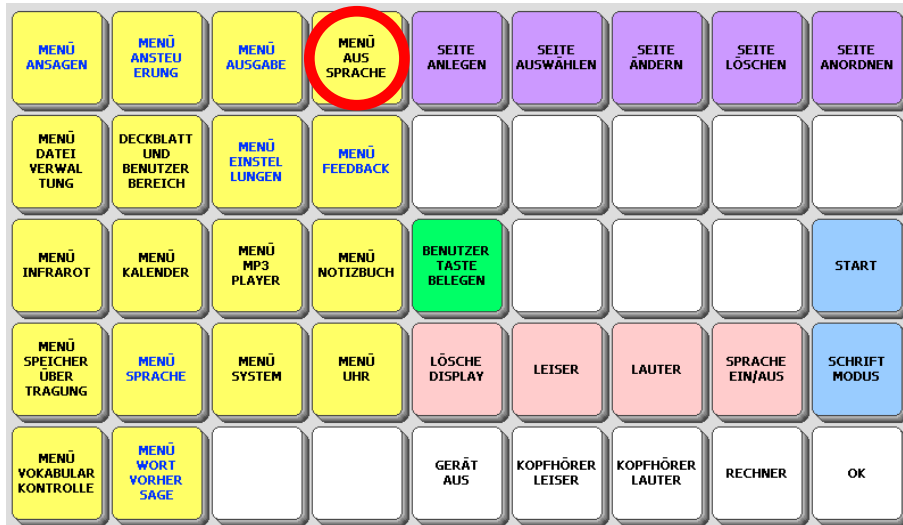 MENÜ
ANSAGEN
MENÜ
ANSTEU
ERUNG
MENÜ
AUSGABE
MENÜ
AUS
SPRACHE
SEITE
ANLEGEN
SEITE
AUSWÄHLEN
SEITE
ÄNDERN
SEITE
LÖSCHEN
SEITE
ANORDNEN
MENÜ
DATEI
VERWAL
TUNG
DECKBLATT
UND
BENUTZER
BEREICH
MENÜ
EINSTEL
LUNGEN
MENÜ
FEEDBACK
MENÜ
INFRAROT
MENÜ
KALENDER
MENÜ
MP3
PLAYER
MENÜ
NOTIZBUCH
BENUTZER
TASTE
BELEGEN
START
MENÜ
SPEICHER
ÜBER
TRAGUNG
MENÜ
SPRACHE
MENÜ
SYSTEM
MENÜ
UHR
LÖSCHE
DISPLAY
LEISER
LAUTER
SPRACHE
EIN/AUS
SCHRIFT
MODUS
MENÜ
VOKABULAR
KONTROLLE
MENÜ
WORT
VORHER
SAGE
GERÄT
AUS
KOPFHÖRER
LEISER
KOPFHÖRER
LAUTER
RECHNER
OK